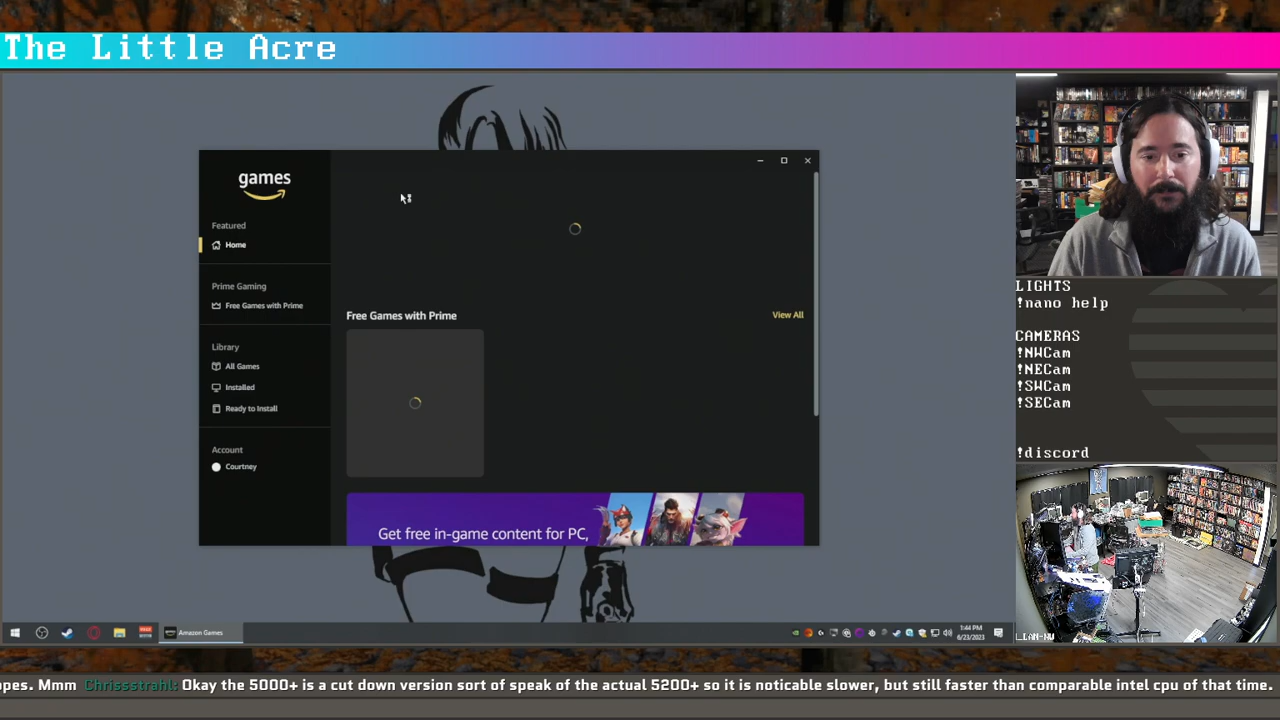 The Little Acre
games
Featured
Home
Prime Gaming
Free Games with Prime
Library
All Games
Installed
Ready to Install
Account
Courtney
Free Games with Prime
View All
Get free in-game content for PC,
Amazon Games
1:44 PM
6/23/2023
LIGHTS
!nano help
CAMERAS
!NWCam
!NECam
!SWCam
!SECam
!discord
opes. Mmm Chrissstrahl: Okay the 5000+ is a cut down version sort of speak of the actual 5200+ so it is noticable slower, but still faster than comparable intel cpu of that time.